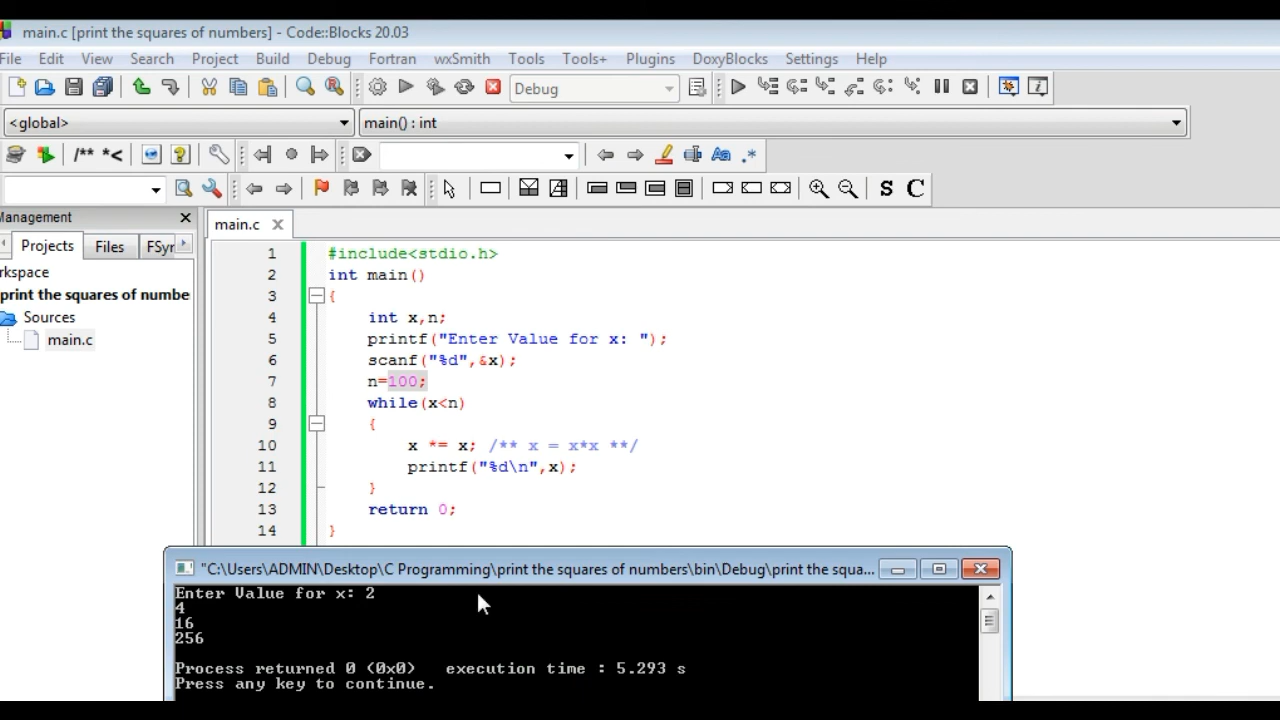 main.c [print the squares of numbers] - Code::Blocks 20.03
File Edit View Search Project Build Debug Fortran wxSmith Tools Tools+ Plugins DoxyBlocks Settings Help
Debug
<global> main() : int
/** *<
Aa .*
S C
Management
Projects Files FSyr
main.c
rkspace
print the squares of numbe
Sources
main.c
1 #include<stdio.h>
2 int main()
3 {
4 int x,n;
5 printf("Enter Value for x: ");
6 scanf("%d",&x);
7 n=100;
8 while(x<n)
9 {
10 x *= x; /** x = x*x **/
11 printf("%d\n",x);
12 }
13 return 0;
14 }
"C:\Users\ADMIN\Desktop\C Programming\print the squares of numbers\bin\Debug\print the squa...
Enter Value for x: 2
4
16
256
Process returned 0 (0x0) execution time : 5.293 s
Press any key to continue.